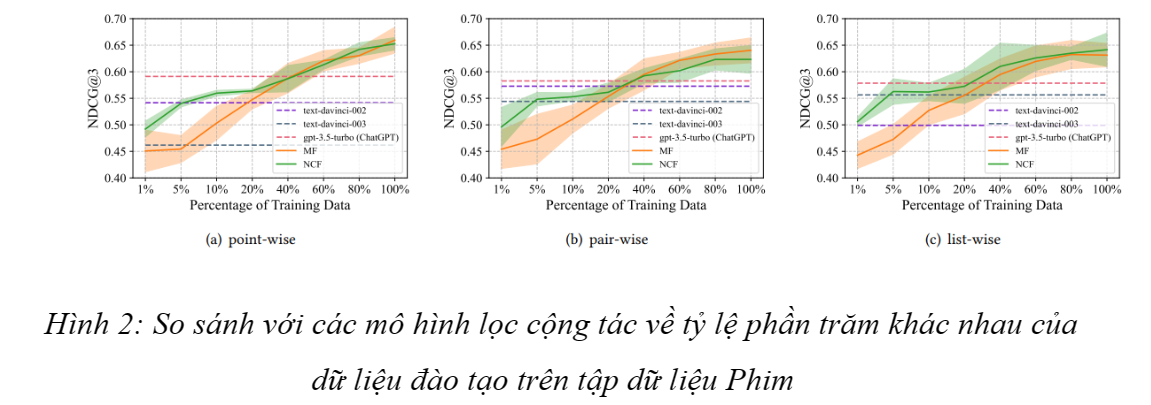 0.70
0.65
0.60
0.55
0.50
0.45
0.40
NDCG@3
text-davinci-002
text-davinci-003
gpt-3.5-turbo (ChatGPT)
MF
NCF
1% 5% 10% 20% 40% 60% 80% 100%
Percentage of Training Data
(a) point-wise
0.70
0.65
0.60
0.55
0.50
0.45
0.40
NDCG@3
text-davinci-002
text-davinci-003
gpt-3.5-turbo (ChatGPT)
MF
NCF
1% 5% 10% 20% 40% 60% 80% 100%
Percentage of Training Data
(b) pair-wise
0.70
0.65
0.60
0.55
0.50
0.45
0.40
NDCG@3
text-davinci-002
text-davinci-003
gpt-3.5-turbo (ChatGPT)
MF
NCF
1% 5% 10% 20% 40% 60% 80% 100%
Percentage of Training Data
(c) list-wise
Hình 2: So sánh với các mô hình lọc cộng tác về tỷ lệ phần trăm khác nhau của
dữ liệu đào tạo trên tập dữ liệu Phim